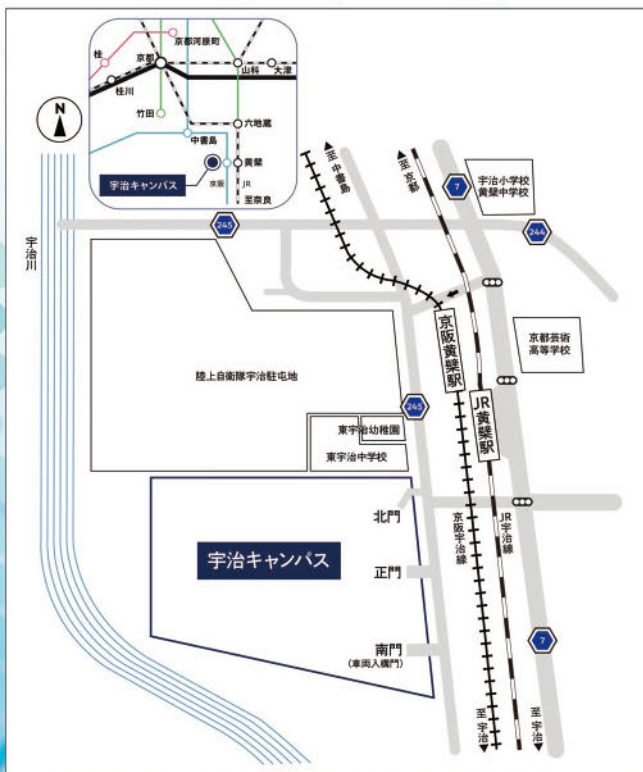 京都河原町
桂
京都
山科
大津
桂川
竹田
六地蔵
中書島
黄檗
宇治キャンパス
京阪
JR
至奈良
N
宇治川
245
至中書島
至京都
7
宇治小学校
黄檗中学校
244
京都芸術
高等学校
京阪黄檗駅
JR黄檗駅
陸上自衛隊宇治駐屯地
245
東宇治幼稚園
東宇治中学校
北門
宇治キャンパス
正門
京阪宇治線
JR宇治線
南門
(車両入構門)
7
至宇治
至宇治